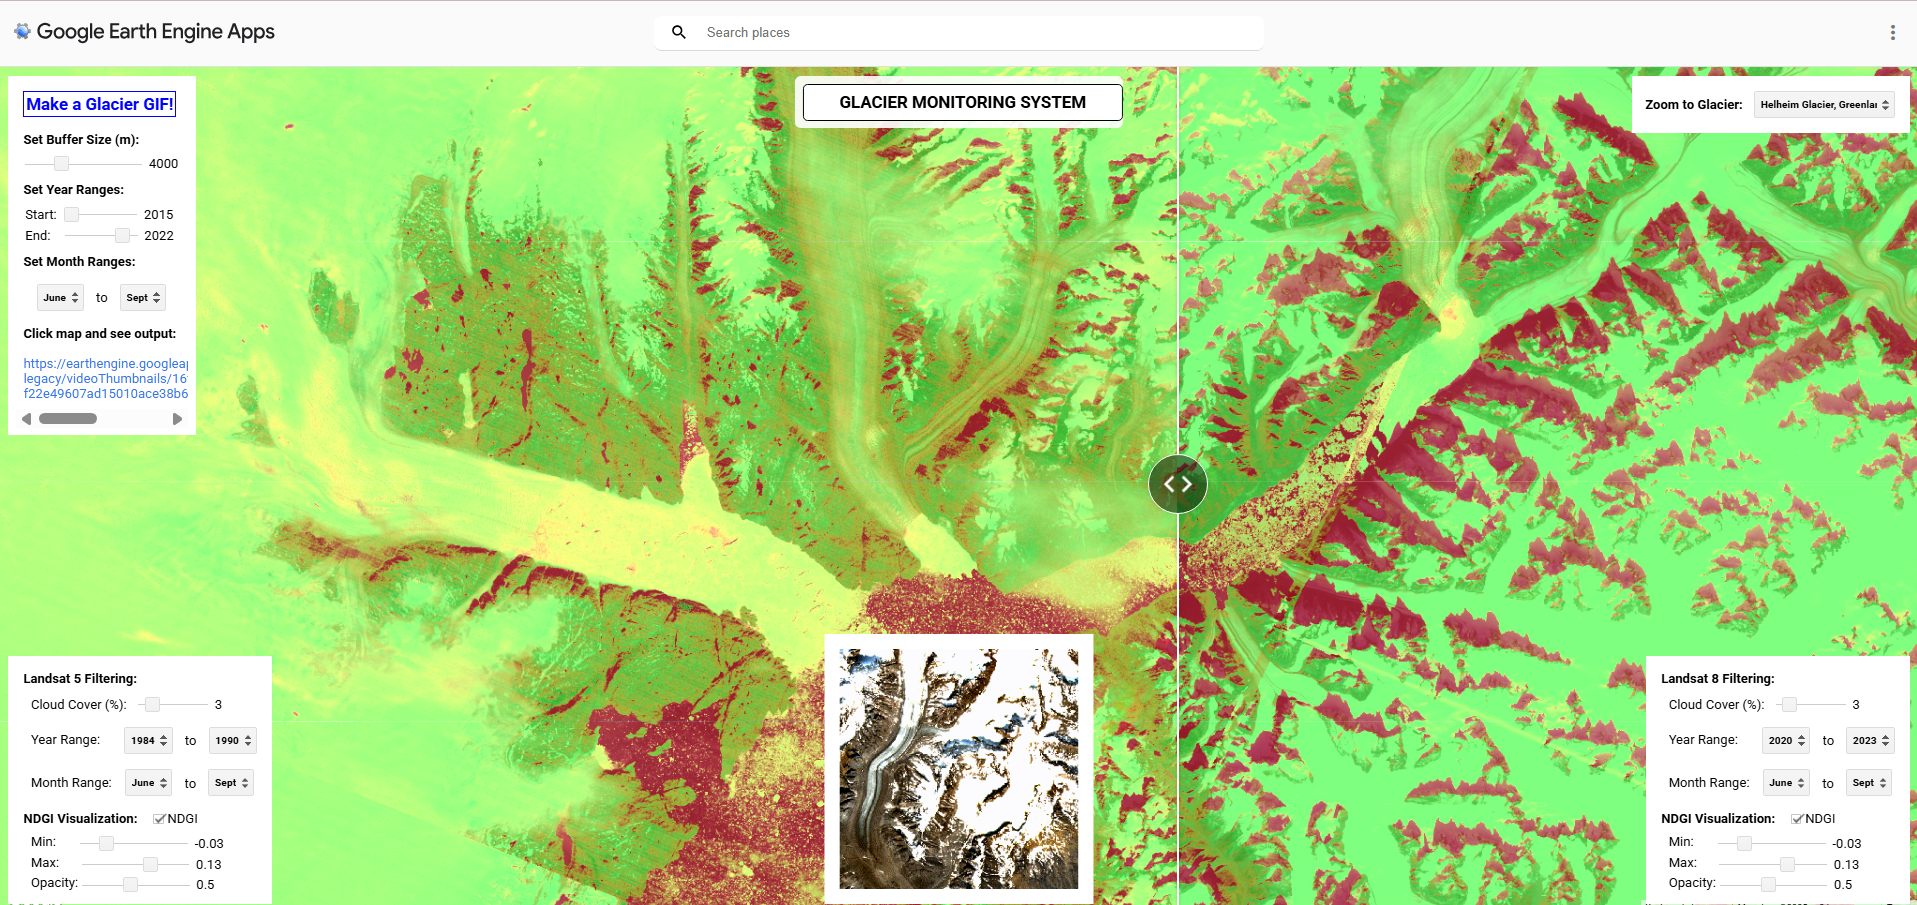 Google Earth Engine Apps
Search places
Make a Glacier GIF!
Set Buffer Size (m):
4000
Set Year Ranges:
Start: 2015
End: 2022
Set Month Ranges:
June to Sept
Click map and see output:
https://earthengine.googleap
legacy/videoThumbnails/16
f22e49607ad15010ace38b6
GLACIER MONITORING SYSTEM
Zoom to Glacier: Helheim Glacier, Greenlan
Landsat 5 Filtering:
Cloud Cover (%): 3
Year Range: 1984 to 1990
Month Range: June to Sept
NDGI Visualization: NDGI
Min: -0.03
Max: 0.13
Opacity: 0.5
Landsat 8 Filtering:
Cloud Cover (%): 3
Year Range: 2020 to 2023
Month Range: June to Sept
NDGI Visualization: NDGI
Min: -0.03
Max: 0.13
Opacity: 0.5